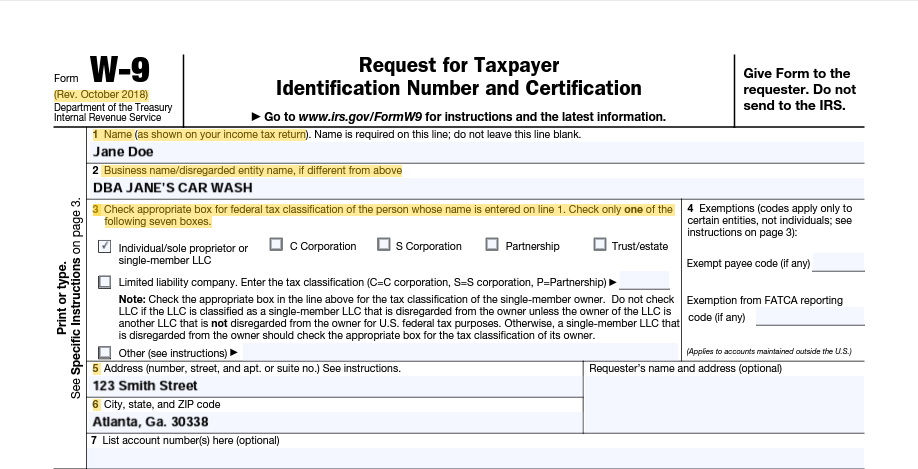 Form W-9
(Rev. October 2018)
Department of the Treasury
Internal Revenue Service
Request for Taxpayer
Identification Number and Certification
▶ Go to www.irs.gov/FormW9 for instructions and the latest information.
Give Form to the
requester. Do not
send to the IRS.
Print or type.
See Specific Instructions on page 3.
1 Name (as shown on your income tax return). Name is required on this line; do not leave this line blank.
Jane Doe
2 Business name/disregarded entity name, if different from above
DBA JANE'S CAR WASH
3 Check appropriate box for federal tax classification of the person whose name is entered on line 1. Check only one of the
following seven boxes.
✓ Individual/sole proprietor or
single-member LLC
C Corporation
S Corporation
Partnership
Trust/estate
Limited liability company. Enter the tax classification (C=C corporation, S=S corporation, P=Partnership) ▶
Note: Check the appropriate box in the line above for the tax classification of the single-member owner. Do not check
LLC if the LLC is classified as a single-member LLC that is disregarded from the owner unless the owner of the LLC is
another LLC that is not disregarded from the owner for U.S. federal tax purposes. Otherwise, a single-member LLC that
is disregarded from the owner should check the appropriate box for the tax classification of its owner.
Other (see instructions) ▶
4 Exemptions (codes apply only to
certain entities, not individuals; see
instructions on page 3):
Exempt payee code (if any)
Exemption from FATCA reporting
code (if any)
(Applies to accounts maintained outside the U.S.)
5 Address (number, street, and apt. or suite no.) See instructions.
123 Smith Street
Requester's name and address (optional)
6 City, state, and ZIP code
Atlanta, Ga. 30338
7 List account number(s) here (optional)